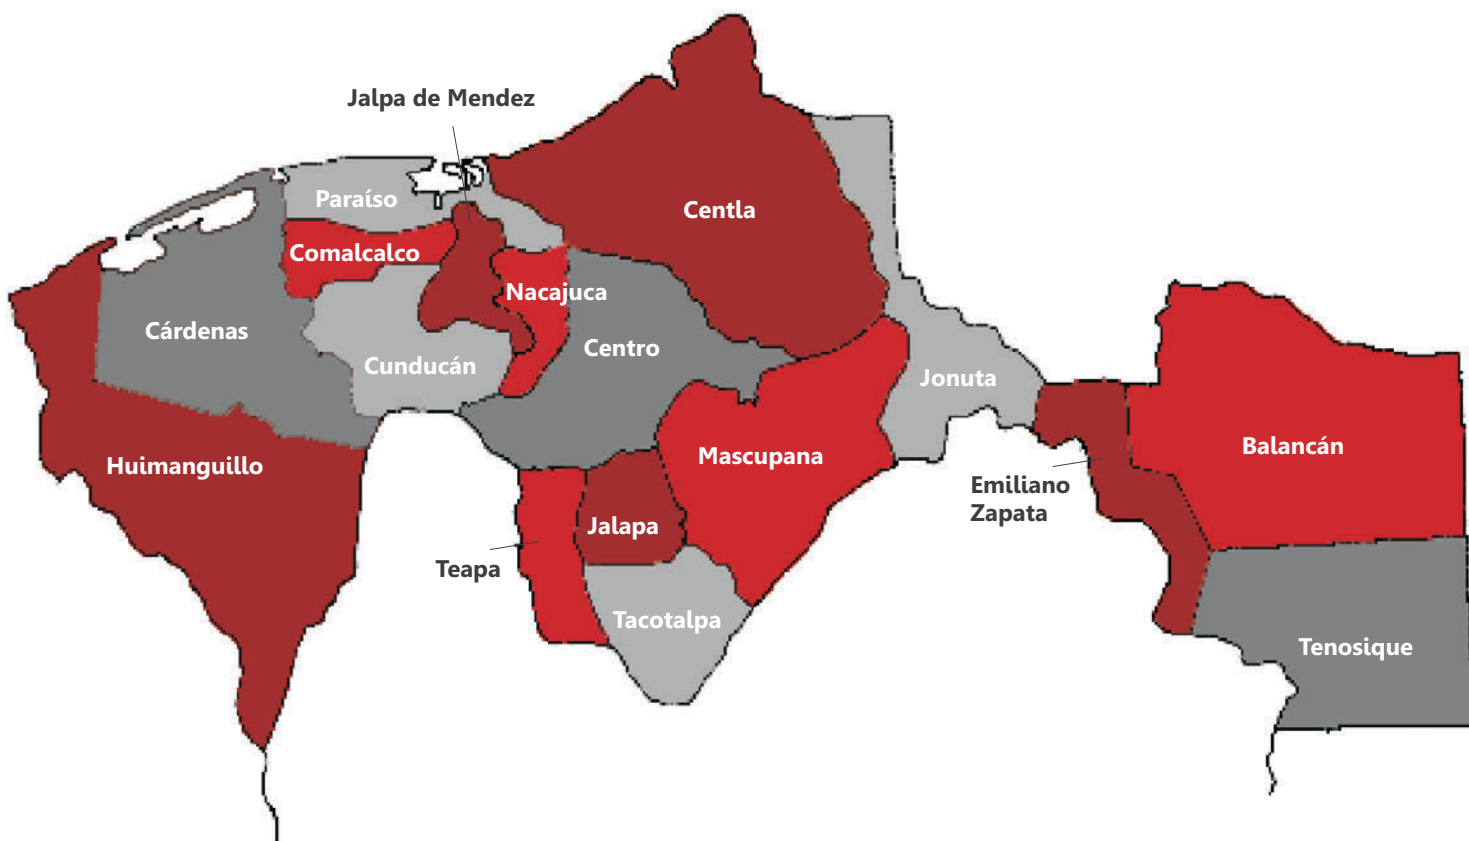 Jalpa de Mendez
Paraíso
Centla
Comalcalco
Nacajuca
Cárdenas
Centro
Cunducán
Jonuta
Huimanguillo
Mascupana
Balancán
Emiliano
Zapata
Jalapa
Teapa
Tacotalpa
Tenosique